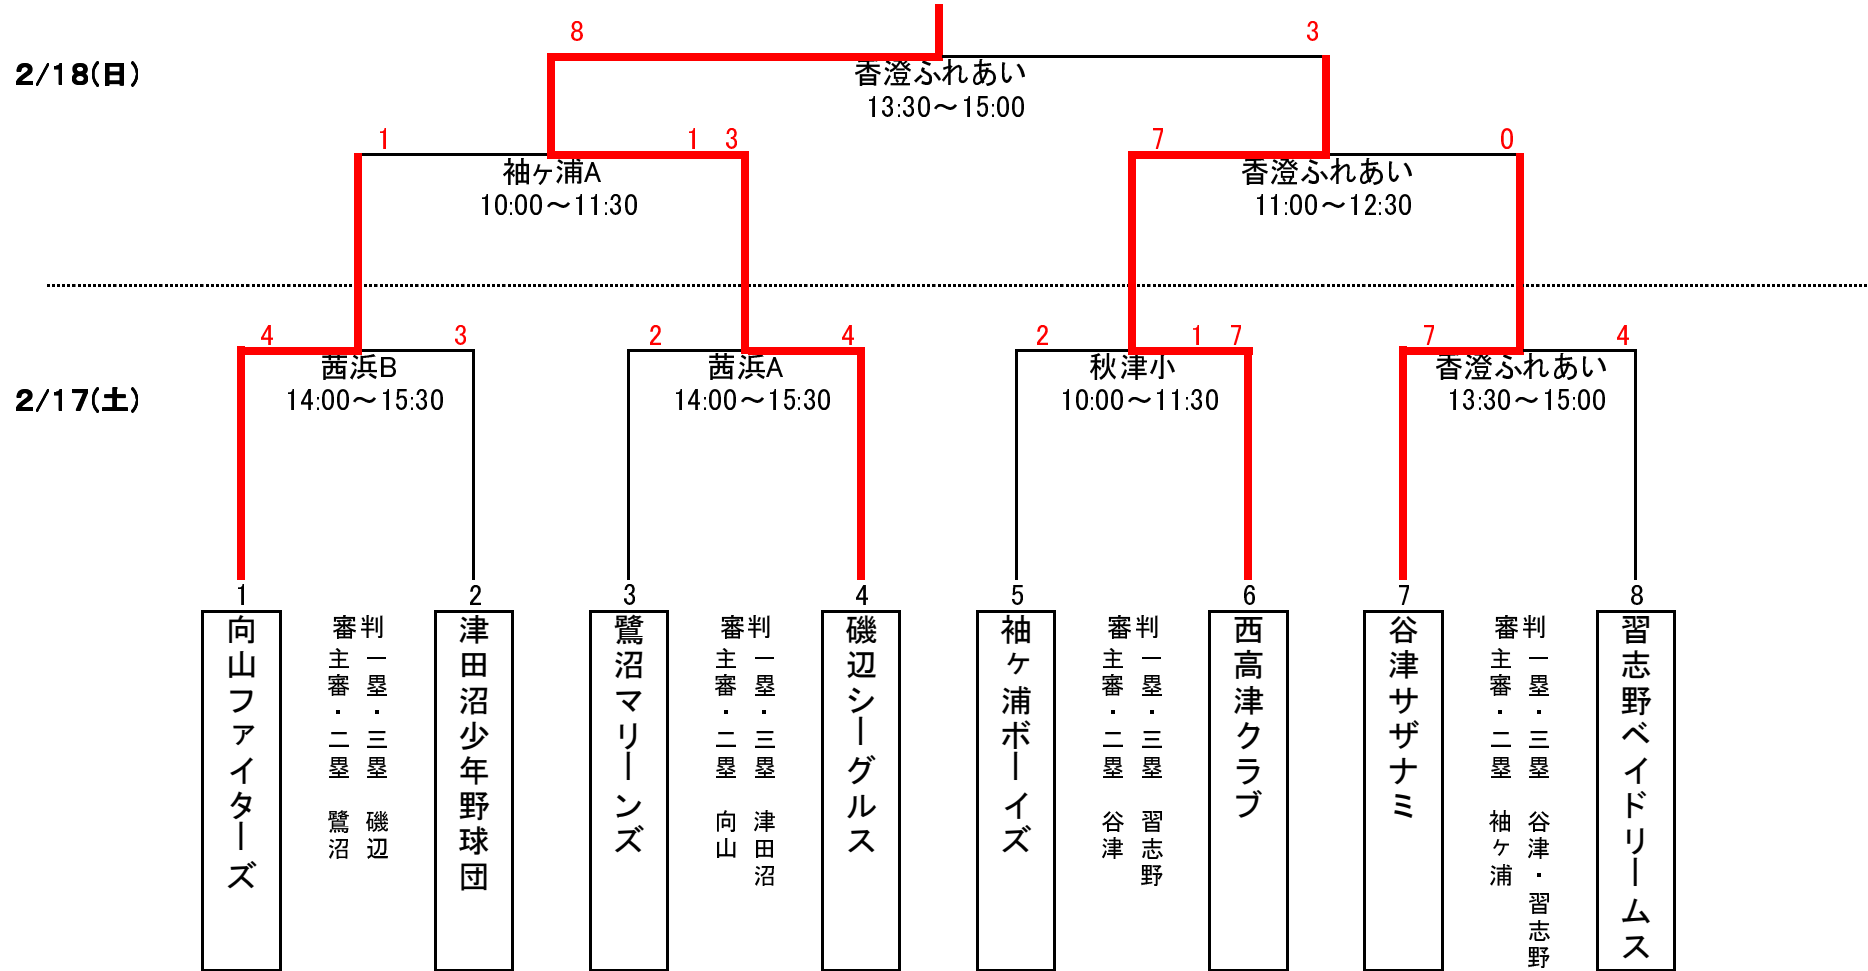 8 3
2/18(日)
香澄ふれあい
13:30～15:00
1 1 3 7 0
袖ヶ浦A
10:00～11:30
香澄ふれあい
11:00～12:30
4 3 2 4 2 1 7 7 4
2/17(土)
茜浜B
14:00～15:30
茜浜A
14:00～15:30
秋津小
10:00～11:30
香澄ふれあい
13:30～15:00
1
向山ファイターズ
審判
一塁・三塁 磯辺
主審・二塁 鷺沼
2
津田沼少年野球団
3
鷺沼マリーンズ
審判
一塁・三塁 津田沼
主審・二塁 向山
4
磯辺シーグルス
5
袖ヶ浦ボーイズ
審判
一塁・三塁 習志野
主審・二塁 谷津
6
西高津クラブ
7
谷津サザナミ
審判
一塁・三塁 谷津・習志野
主審・二塁 袖ヶ浦
8
習志野ベイドリームス